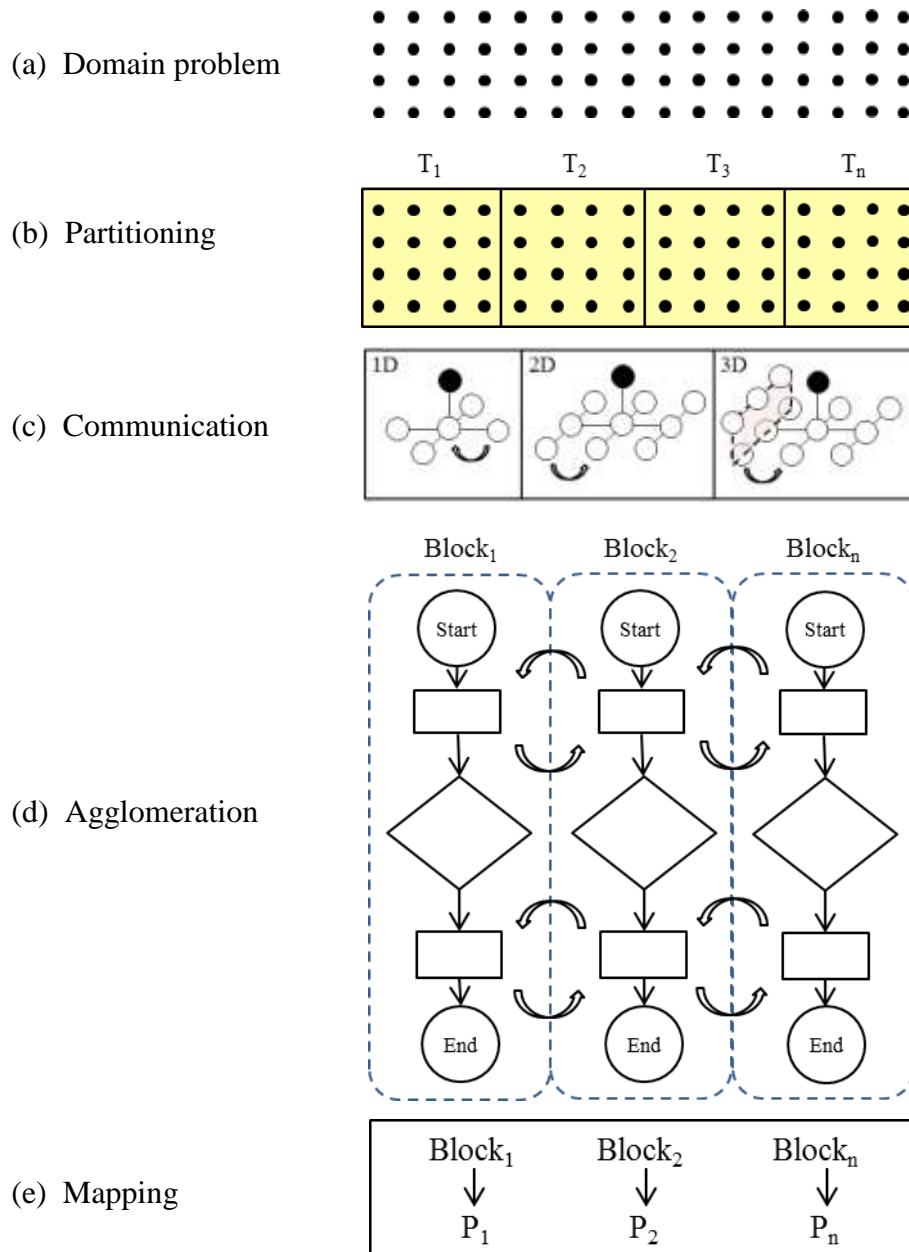 (a) Domain problem
T1 T2 T3 Tn
(b) Partitioning
1D 2D 3D
(c) Communication
Block1 Block2 Blockn
Start Start Start
(d) Agglomeration
End End End
Block1 Block2 Blockn
(e) Mapping
P1 P2 Pn